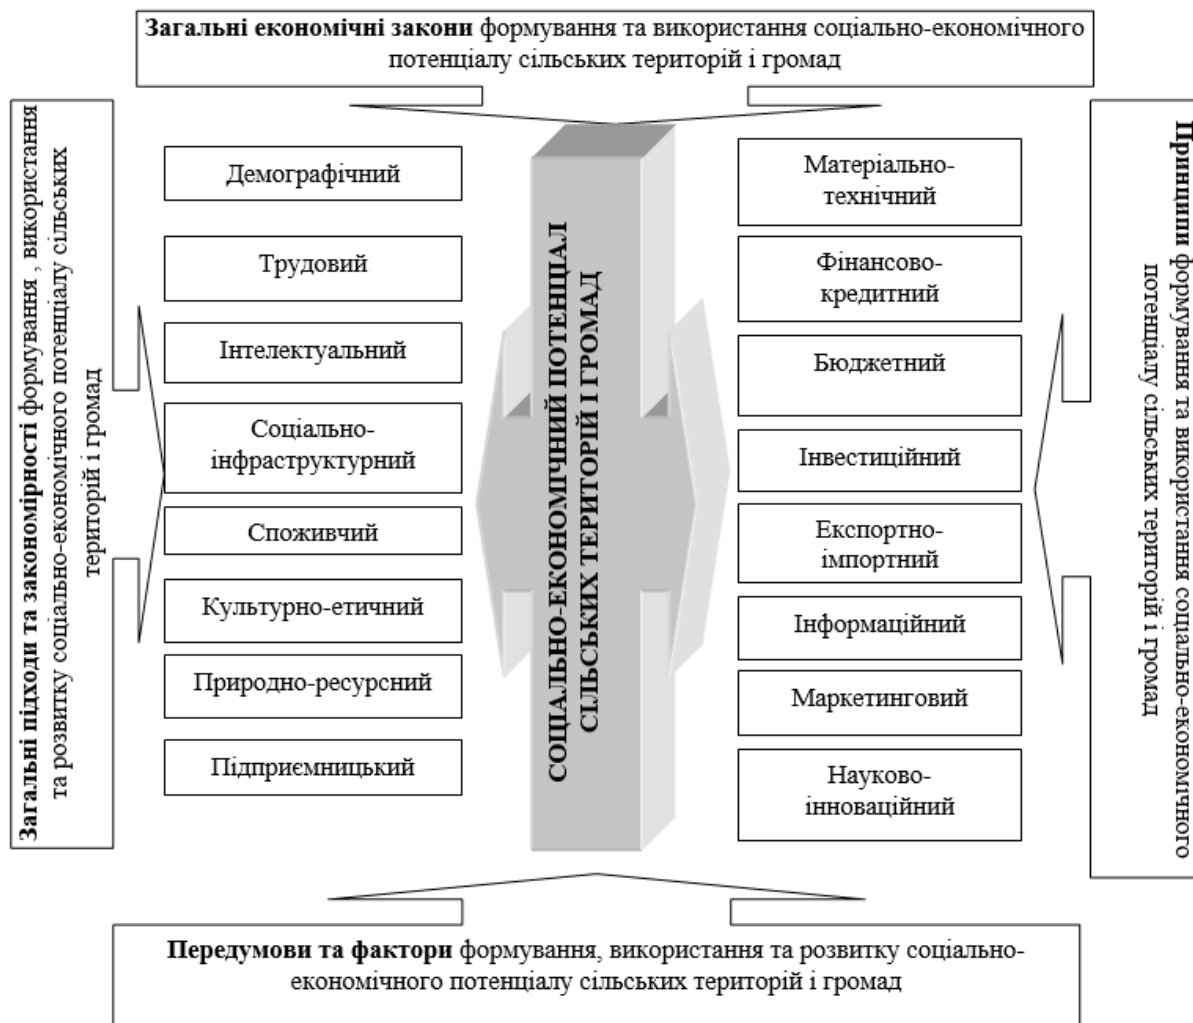 Загальні економічні закони формування та використання соціально-економічного
потенціалу сільських територій і громад
Загальні підходи та закономірності формування , використання
та розвитку соціально-економічного потенціалу сільських
територій і громад
Демографічний
Трудовий
Інтелектуальний
Соціально-
інфраструктурний
Споживчий
Культурно-етичний
Природно-ресурсний
Підприємницький
СОЦІАЛЬНО-ЕКОНОМІЧНИЙ ПОТЕНЦІАЛ
СІЛЬСЬКИХ ТЕРИТОРІЙ І ГРОМАД
Матеріально-
технічний
Фінансово-
кредитний
Бюджетний
Інвестиційний
Експортно-
імпортний
Інформаційний
Маркетинговий
Науково-
інноваційний
Принципи формування та використання соціально-економічного
потенціалу сільських територій і громад
Передумови та фактори формування, використання та розвитку соціально-
економічного потенціалу сільських територій і громад